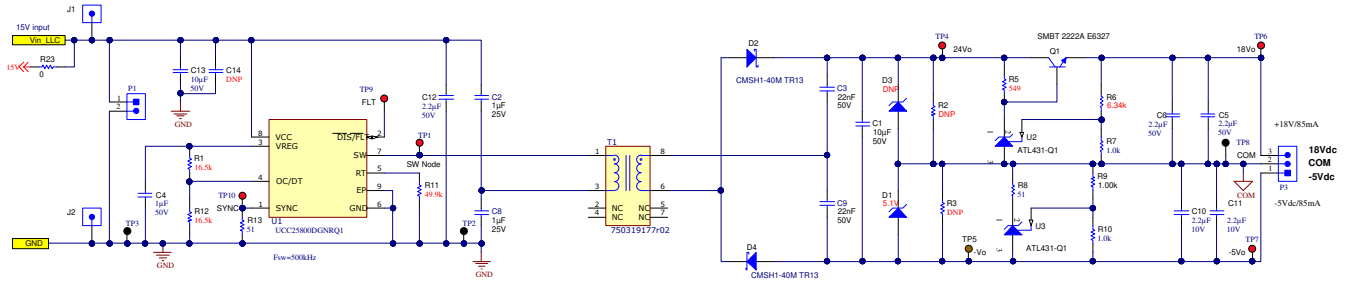 J1
15V input
Vin_LLC
R23
0
15V
C13
10µF
50V
C14
DNP
GND
P1
1
2
C12
2.2µF
50V
C2
1µF
25V
TP9
FLT
8
VCC
3
VREG
DIS/FLT
2
SW
7
TP1
SW Node
4
OC/DT
RT
5
EP
9
1
SYNC
GND
6
R1
16.5k
C4
1µF
50V
R12
16.5k
TP10
SYNC
R13
51
R11
49.9k
U1
UCC25800DGNRQ1
J2
GND
TP3
GND
Fsw=500kHz
TP2
C8
1µF
25V
GND
T1
1
8
3
6
2
NC
NC
5
4
NC
NC
7
750319177r02
D2
CMSH1-40M TR13
D4
CMSH1-40M TR13
C3
22nF
50V
C9
22nF
50V
C1
10µF
50V
D3
DNP
D1
5.1V
R2
DNP
R3
DNP
TP4
24Vo
SMBT 2222A E6327
Q1
R5
549
R6
6.34k
1
2
3
U2
ATL431-Q1
R7
1.0k
R8
51
R9
1.00k
1
2
3
U3
ATL431-Q1
R10
1.0k
TP5
-Vo
TP6
18Vo
C6
2.2µF
50V
C5
2.2µF
50V
TP8
COM
COM
C10
2.2µF
10V
C11
2.2µF
10V
TP7
-5Vo
+18V/85mA
3
2
1
P3
18Vdc
COM
-5Vdc
-5Vdc/85mA